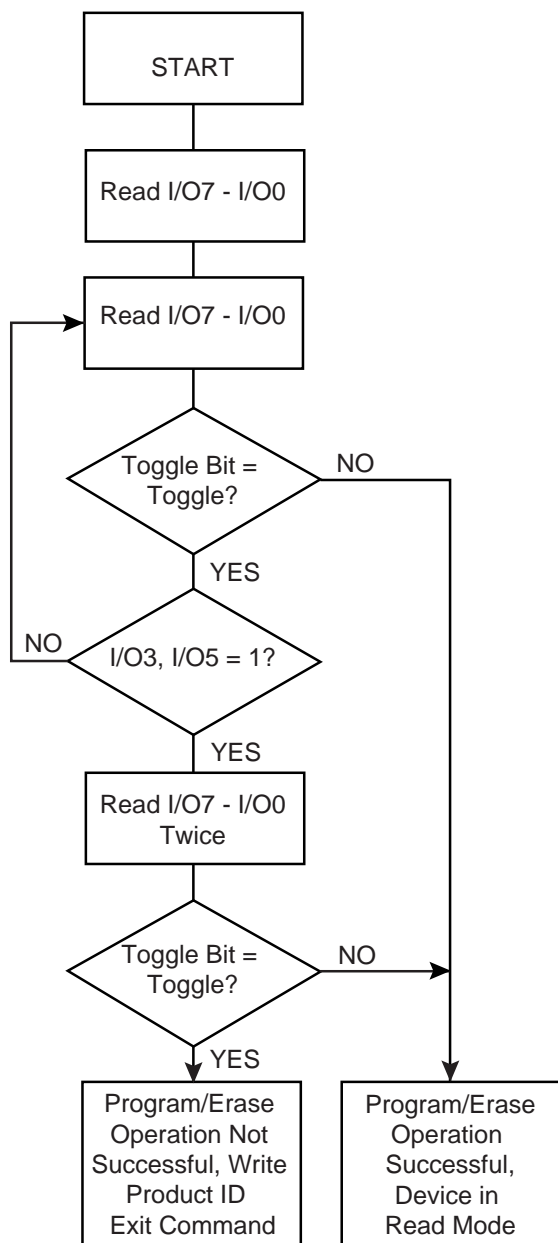 START
Read I/O7 - I/O0
Read I/O7 - I/O0
Toggle Bit =
Toggle?
NO
YES
NO
I/O3, I/O5 = 1?
YES
Read I/O7 - I/O0
Twice
Toggle Bit =
Toggle?
NO
YES
Program/Erase
Operation Not
Successful, Write
Product ID
Exit Command
Program/Erase
Operation
Successful,
Device in
Read Mode